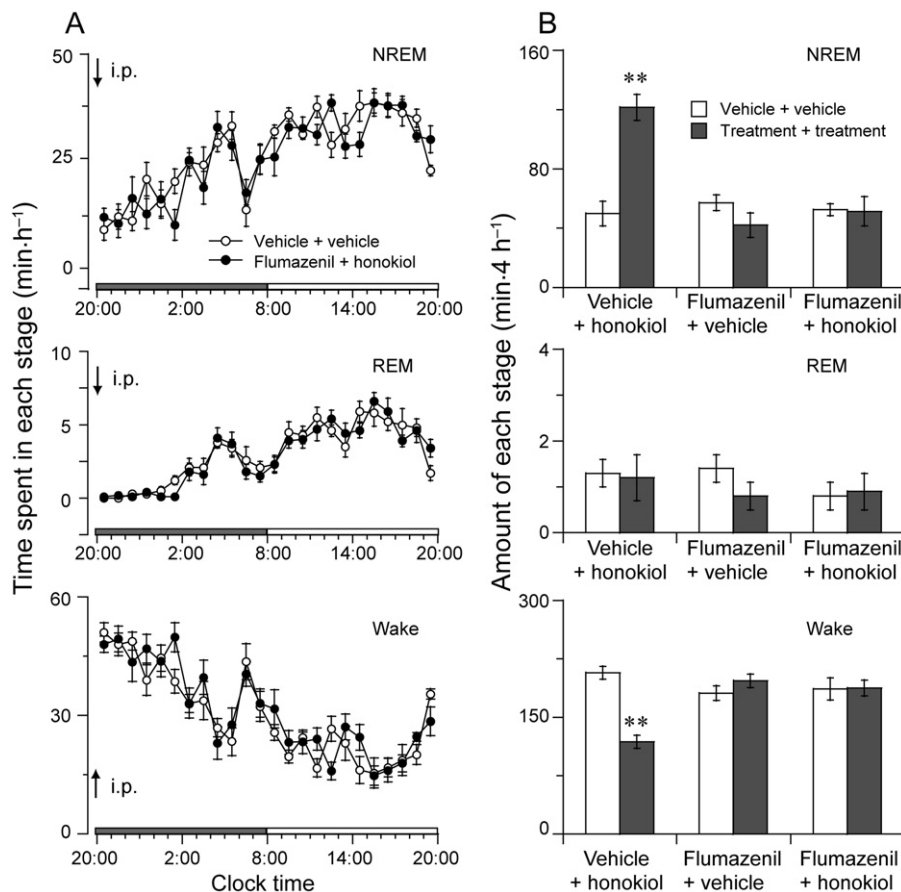 A
Time spent in each stage (min·h⁻¹)
50
25
0
i.p.
NREM
Vehicle + vehicle
Flumazenil + honokiol
20:00 2:00 8:00 14:00 20:00
10
5
0
i.p.
REM
20:00 2:00 8:00 14:00 20:00
60
30
0
Wake
i.p.
20:00 2:00 8:00 14:00 20:00
Clock time
B
Amount of each stage (min·4 h⁻¹)
160
120
80
40
0
NREM
**
Vehicle + vehicle
Treatment + treatment
Vehicle Flumazenil Flumazenil
+ honokiol + vehicle + honokiol
4
2
0
REM
Vehicle Flumazenil Flumazenil
+ honokiol + vehicle + honokiol
300
150
0
Wake
**
Vehicle Flumazenil Flumazenil
+ honokiol + vehicle + honokiol